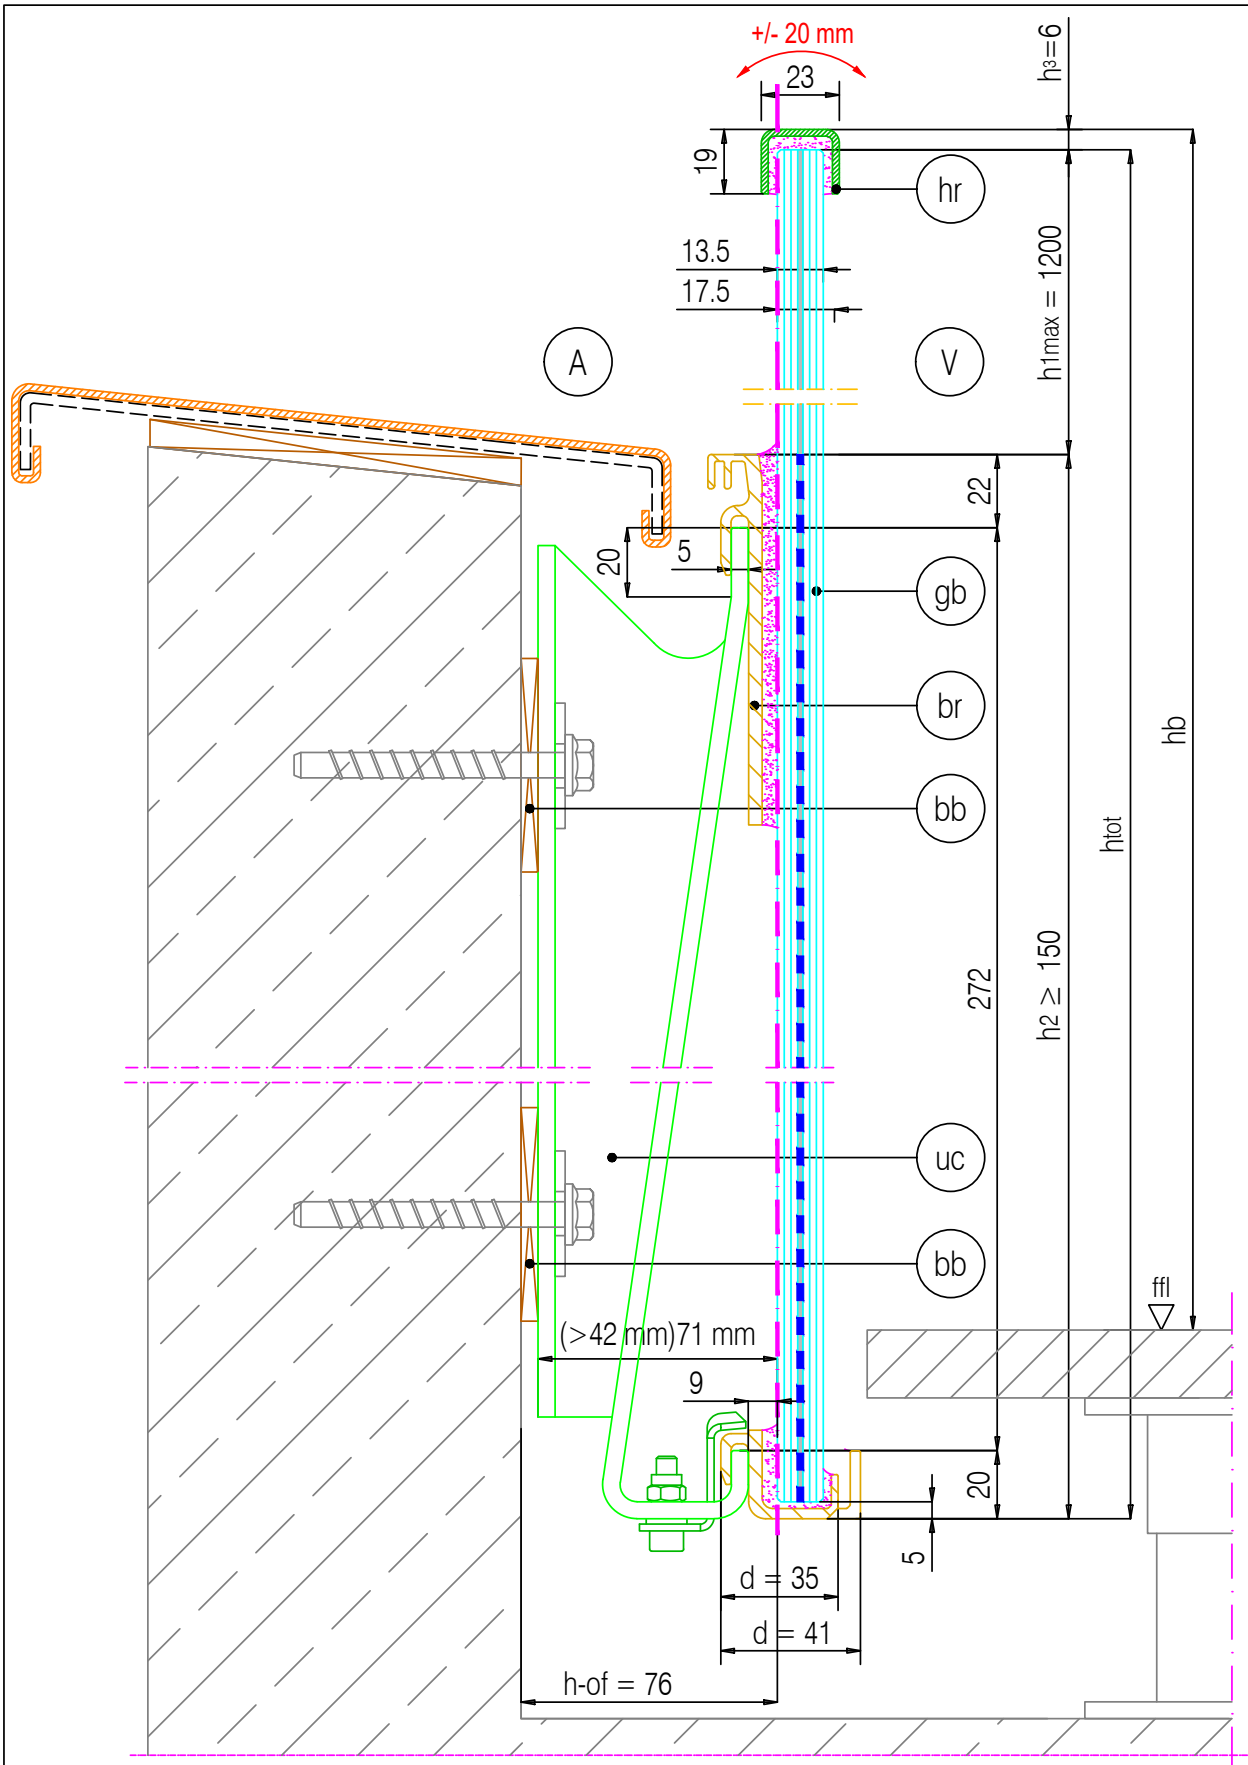 +/- 20 mm
23
h3=6
19
hr
13.5
17.5
h1max = 1200
A
V
22
20
5
gb
br
hb
bb
htot
272
h2 ≥ 150
uc
bb
ffl
(>42 mm)71 mm
9
20
5
d = 35
d = 41
h-of = 76